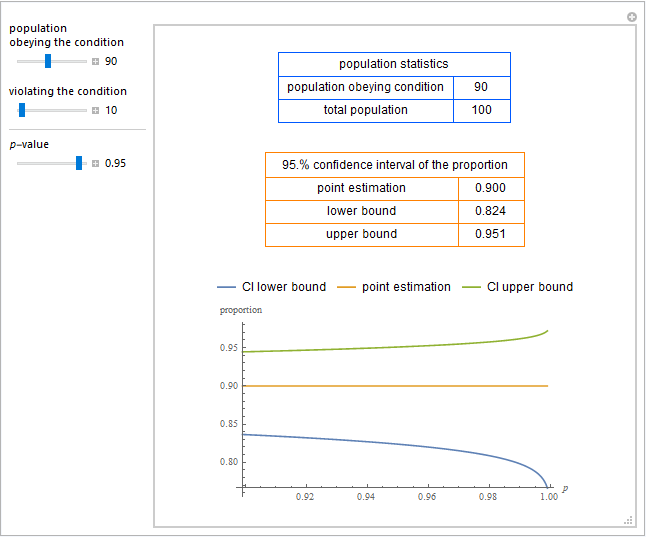 population
obeying the condition
90
violating the condition
10
p-value
0.95
population statistics
population obeying condition 90
total population 100
95.% confidence interval of the proportion
point estimation 0.900
lower bound 0.824
upper bound 0.951
CI lower bound point estimation CI upper bound
proportion
0.95
0.90
0.85
0.80
0.92 0.94 0.96 0.98 1.00 p